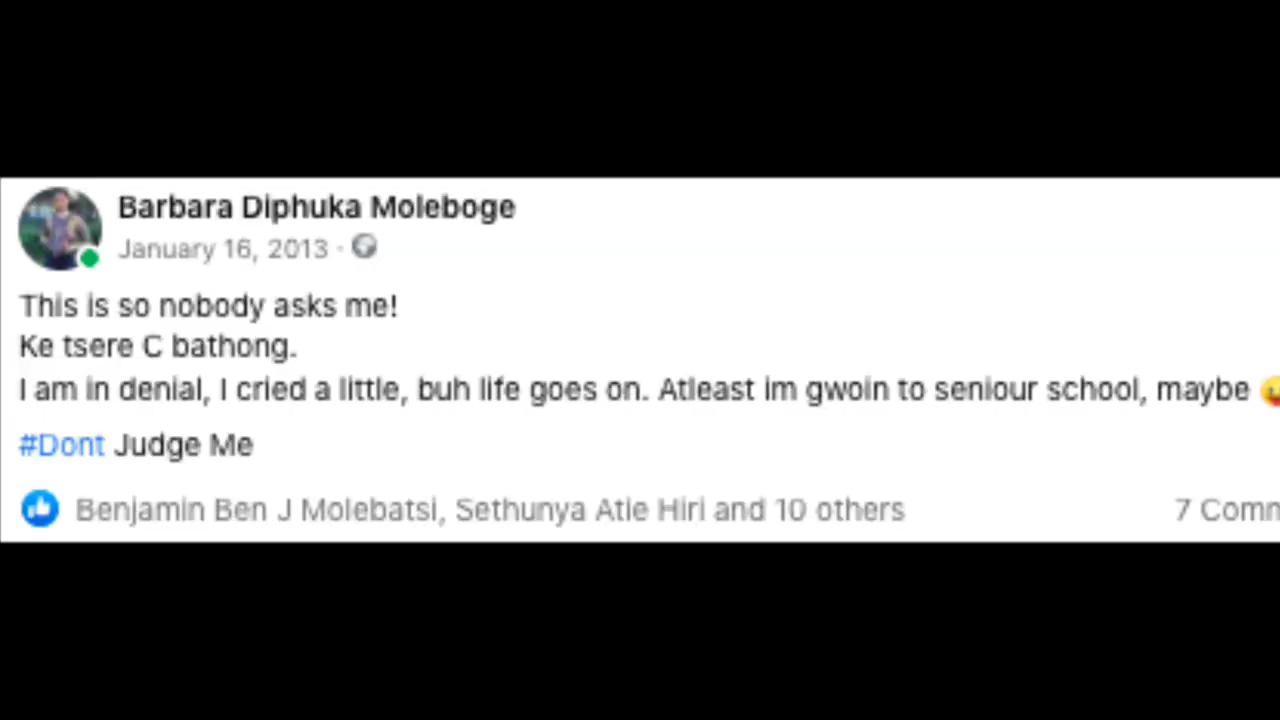 Barbara Diphuka Moleboge
January 16, 2013 ·
This is so nobody asks me!
Ke tsere C bathong.
I am in denial, I cried a little, buh life goes on. Atleast im gwoin to seniour school, maybe 😛
#Dont Judge Me
Benjamin Ben J Molebatsi, Sethunya Atie Hiri and 10 others
7 Comm